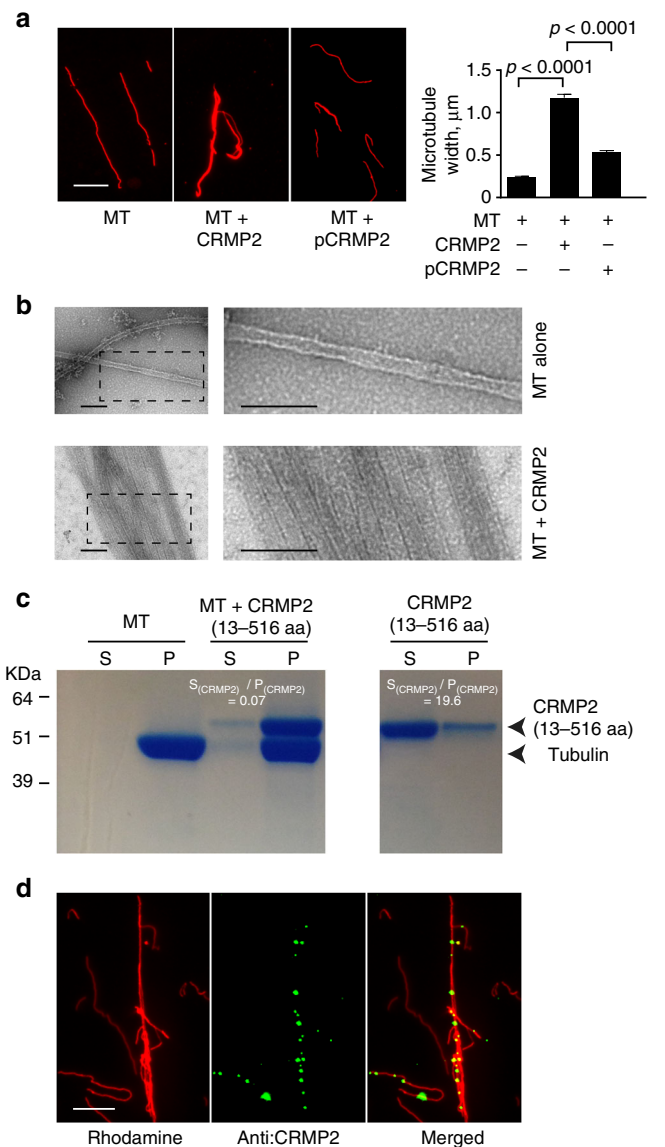 a
MT
MT +
CRMP2
MT +
pCRMP2
p < 0.0001
p < 0.0001
Microtubule
width, μm
1.5
1.0
0.5
0
MT + + +
CRMP2 – + –
pCRMP2 – – +
b
MT alone
MT + CRMP2
c
MT
MT + CRMP2
(13–516 aa)
CRMP2
(13–516 aa)
S P S P S P
KDa
64
51
39
S(CRMP2) / P(CRMP2)
= 0.07
S(CRMP2) / P(CRMP2)
= 19.6
CRMP2
(13–516 aa)
Tubulin
d
Rhodamine
Anti:CRMP2
Merged